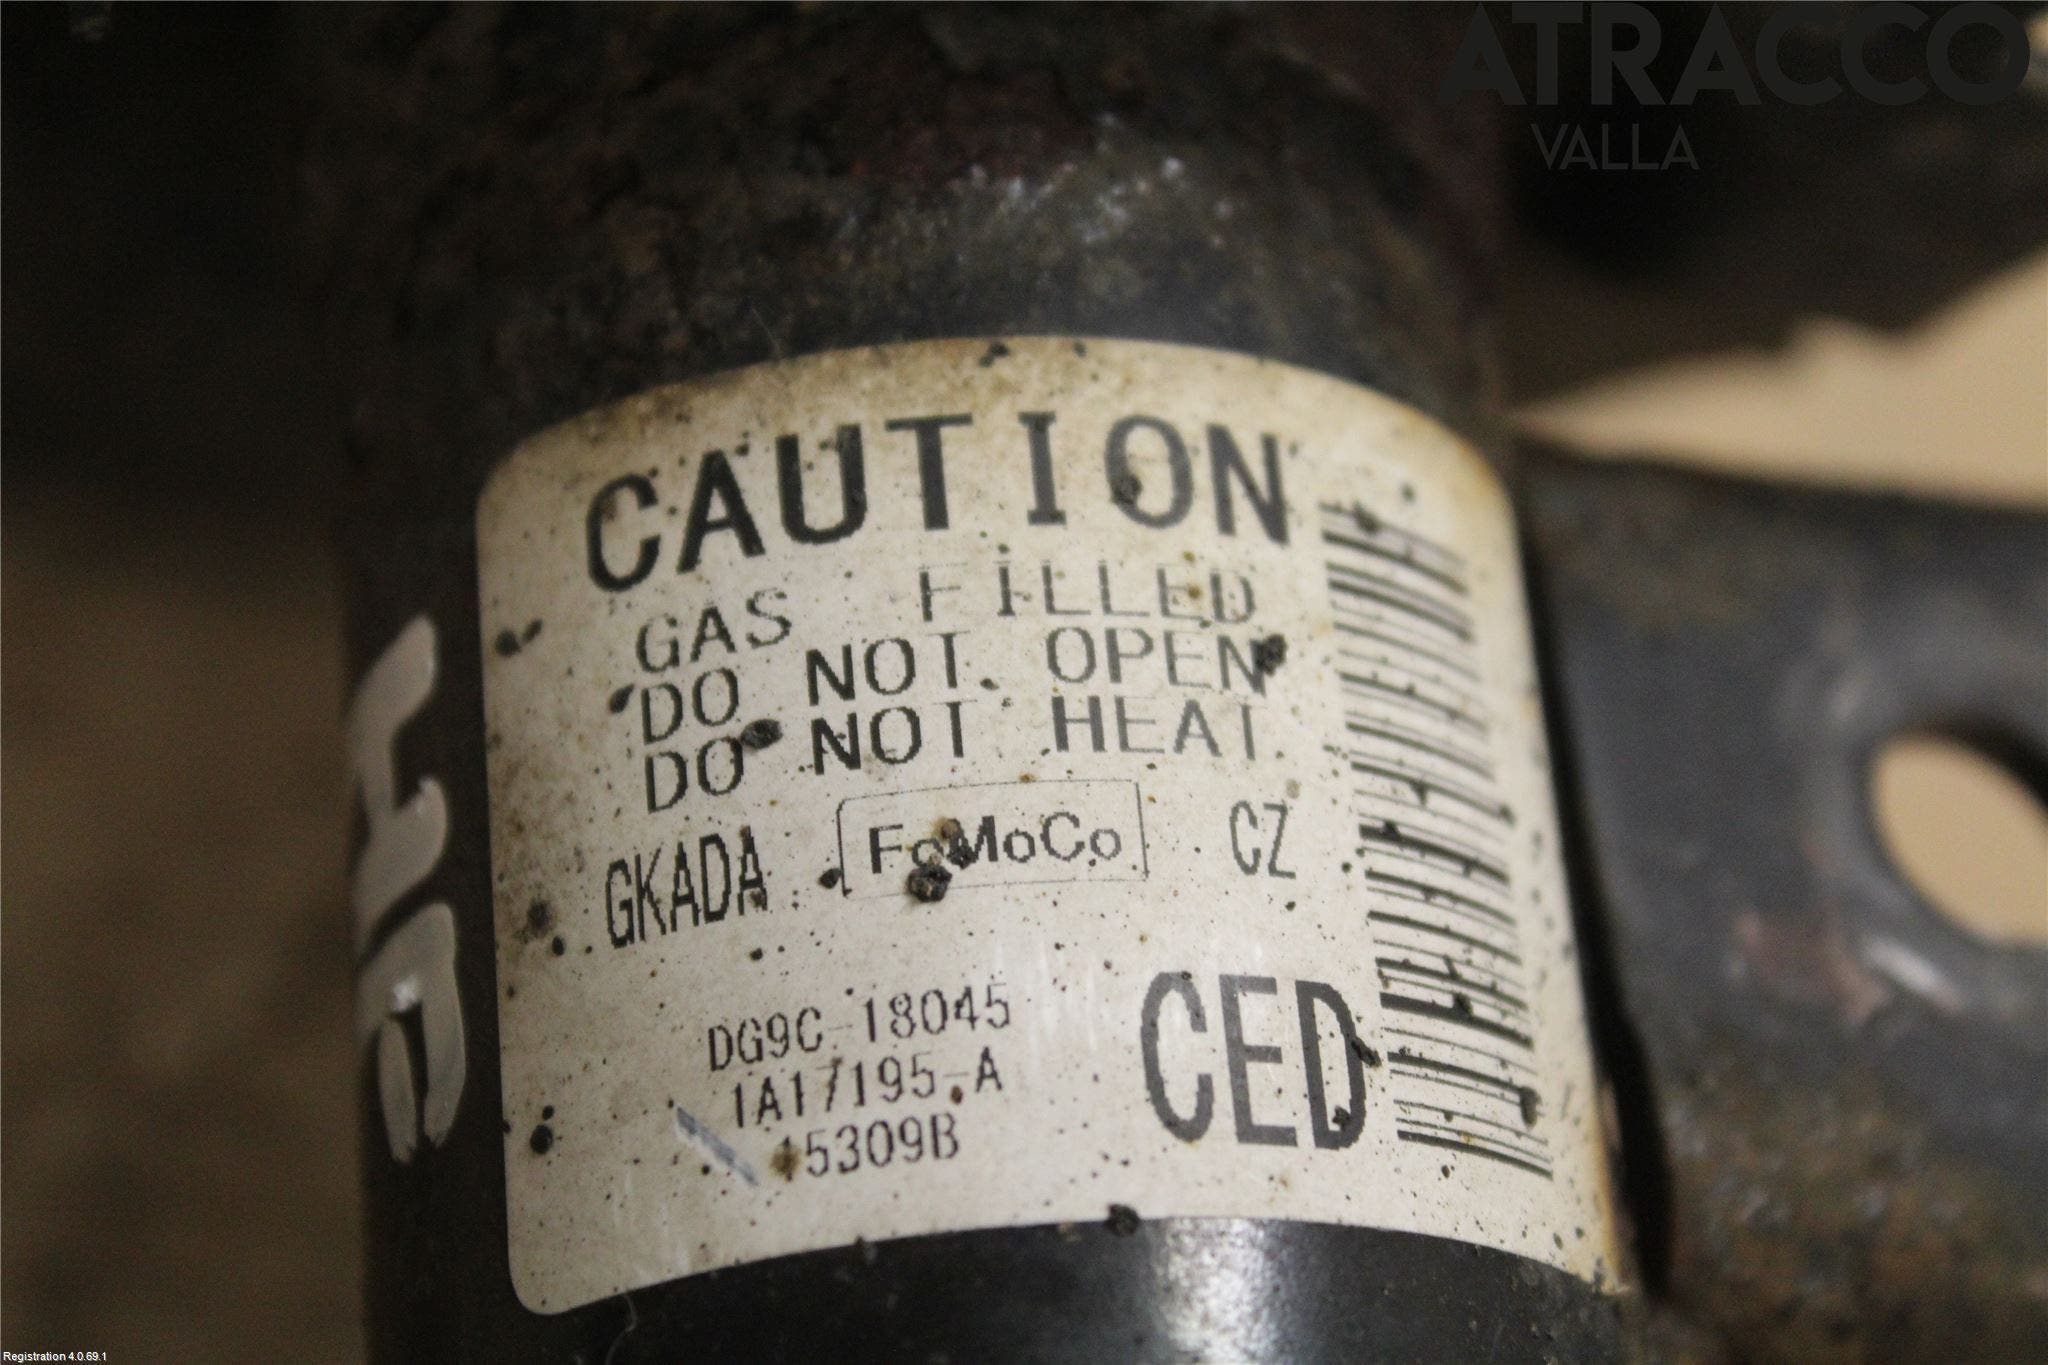 ATRACCO
VALLA
CAUTION
GAS FILLED
DO NOT OPEN
DO NOT HEAT
GKADA FoMoCo CZ
DG9C-18045
1A17195-A
15309B
CED
Registration 4.0.69.1